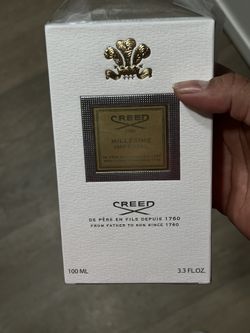 CREED
MILLESIME
IMPERIAL
CREED
DE PÈRE EN FILS DEPUIS 1760
FROM FATHER TO SON SINCE 1760
100 ML
3.3 FL.OZ.